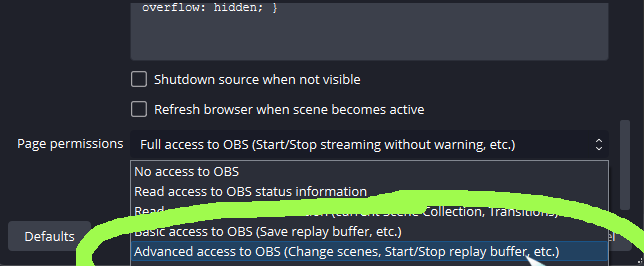 overflow: hidden; }
Shutdown source when not visible
Refresh browser when scene becomes active
Page permissions
Full access to OBS (Start/Stop streaming without warning, etc.)
No access to OBS
Read access to OBS status information
Read (current Scene Collection, Transitions,
Basic access to OBS (Save replay buffer, etc.)
Defaults
Advanced access to OBS (Change scenes, Start/Stop replay buffer, etc.)